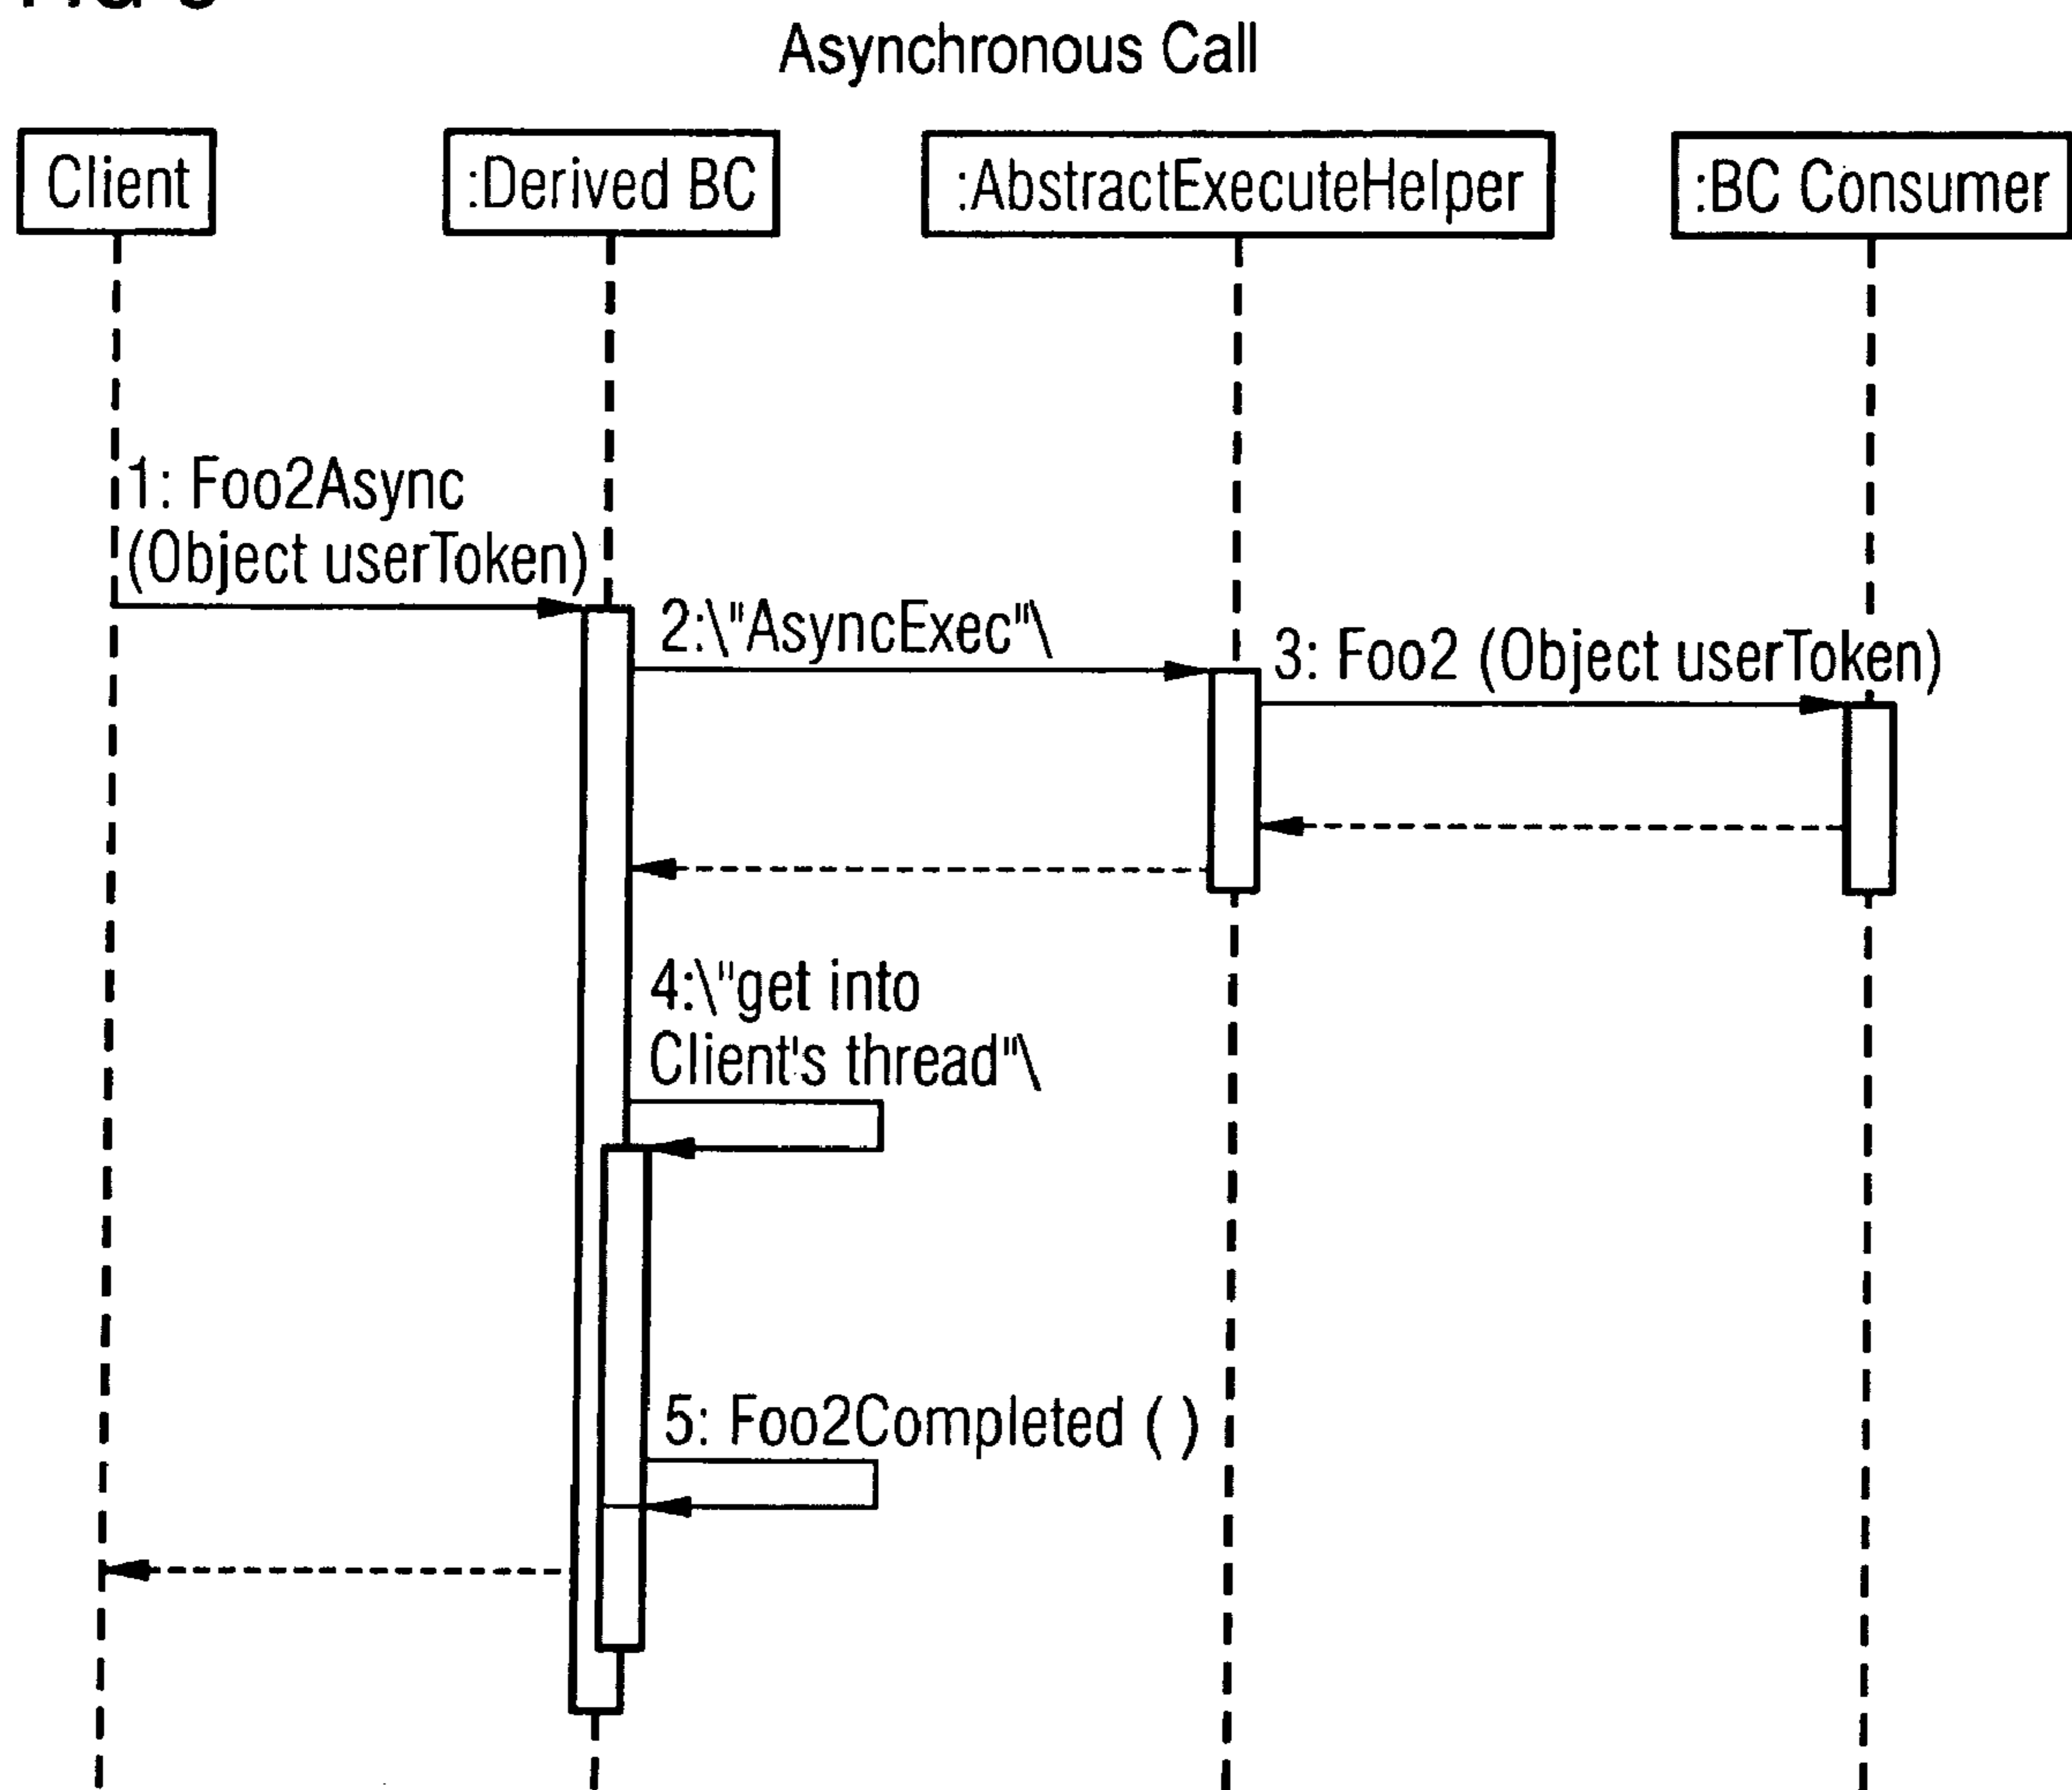 Asynchronous Call
Client
:Derived BC
:AbstractExecuteHelper
:BC Consumer
1: Foo2Async
(Object userToken)
2:\"AsyncExec"\
3: Foo2 (Object userToken)
4:\"get into
Client's thread"\
5: Foo2Completed ( )